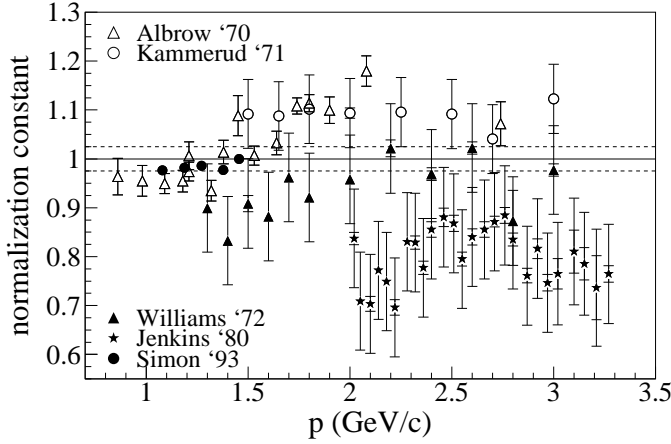 Albrow ‘70
Kammerud ‘71
normalization constant
1.3
1.2
1.1
1
0.9
0.8
0.7
0.6
Williams ‘72
Jenkins ‘80
Simon ‘93
1
1.5
2
2.5
3
3.5
p (GeV/c)